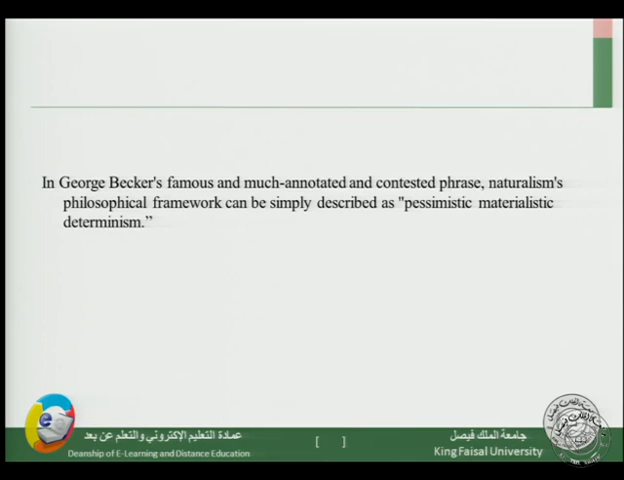 In George Becker's famous and much-annotated and contested phrase, naturalism's
philosophical framework can be simply described as "pessimistic materialistic
determinism.”
عمادة التعليم الإكتروني والتعلم عن بعد
Deanship of E-Learning and Distance Education
[ ]
جامعة الملك فيصل
King Faisal University